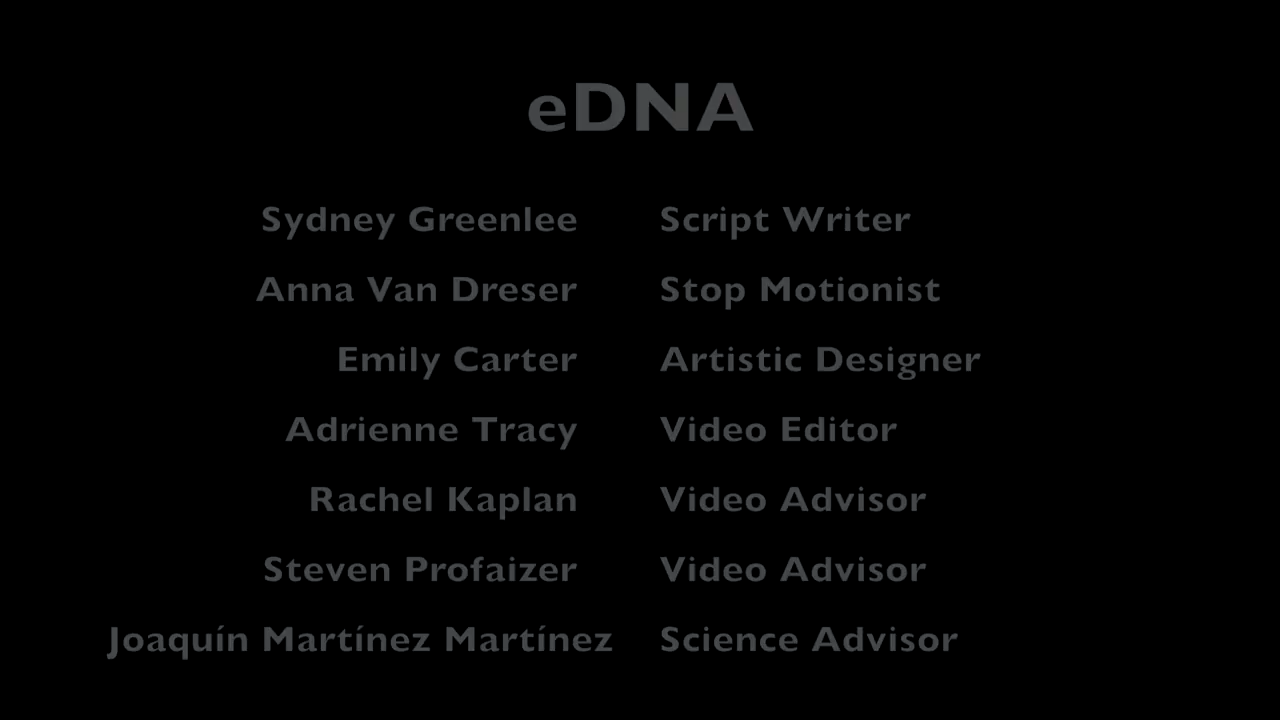 eDNA
Sydney Greenlee Script Writer
Anna Van Dreser Stop Motionist
Emily Carter Artistic Designer
Adrienne Tracy Video Editor
Rachel Kaplan Video Advisor
Steven Profaizer Video Advisor
Joaquín Martínez Martínez Science Advisor